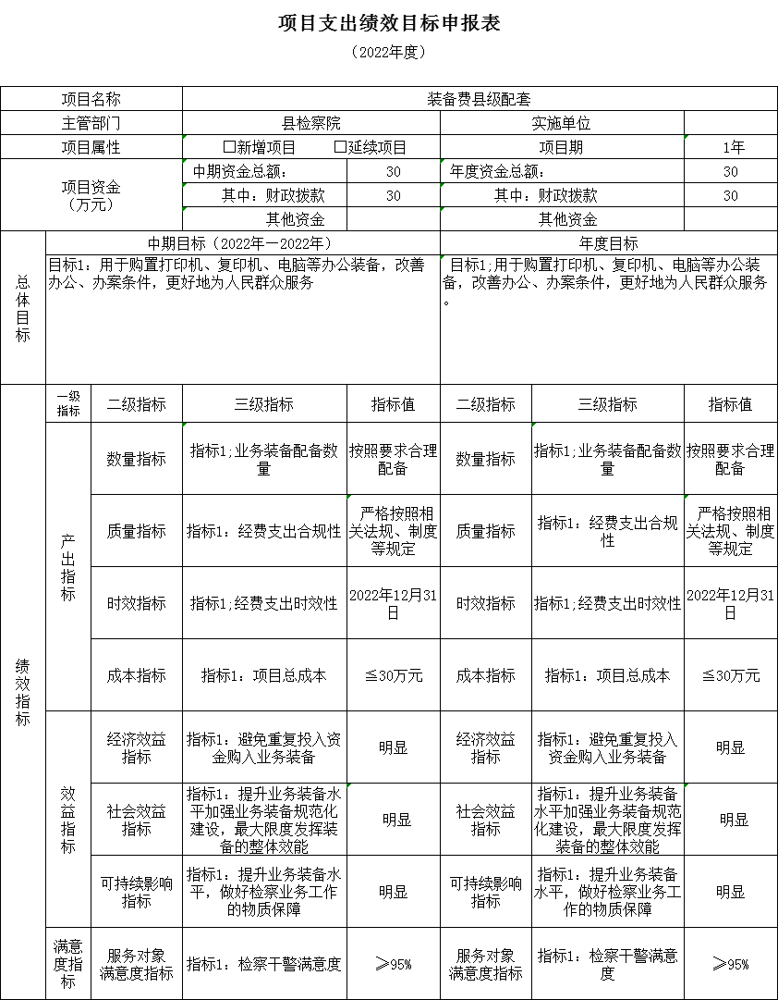 项目支出绩效目标申报表
（2022年度）
项目名称 装备费县级配套
主管部门 县检察院 实施单位
项目属性 □新增项目 □延续项目 项目期 1年
项目资金
（万元）
中期资金总额： 30 年度资金总额： 30
其中：财政拨款 30 其中：财政拨款 30
其他资金 其他资金
总体目标
中期目标（2022年—2022年） 年度目标
目标1：用于购置打印机、复印机、电脑等办公装备，改善
办公、办案条件，更好地为人民群众服务
目标1;用于购置打印机、复印机、电脑等办公装
备，改善办公、办案条件，更好地为人民群众服务
。
绩效指标
一级
指标
二级指标 三级指标 指标值 二级指标 三级指标 指标值
产出指标
数量指标
指标1;业务装备配备数
量
按照要求合理
配备
数量指标
指标1;业务装备配备数
量
按照要求合理
配备
质量指标
指标1：经费支出合规性
严格按照相
关法规、制度
等规定
质量指标
指标1：经费支出合规
性
严格按照相
关法规、制度
等规定
时效指标
指标1;经费支出时效性
2022年12月31
日
时效指标
指标1;经费支出时效性
2022年12月31
日
成本指标 指标1：项目总成本 ≦30万元 成本指标 指标1：项目总成本 ≦30万元
效益指标
经济效益
指标
指标1：避免重复投入资
金购入业务装备
明显
经济效益
指标
指标1：避免重复投入
资金购入业务装备
明显
社会效益
指标
指标1：提升业务装备水
平加强业务装备规范化
建设，最大限度发挥装
备的整体效能
明显
社会效益
指标
指标1：提升业务装备
水平加强业务装备规范
化建设，最大限度发挥
装备的整体效能
明显
可持续影响
指标
指标1：提升业务装备水
平，做好检察业务工作
的物质保障
明显
可持续影响
指标
指标1：提升业务装备
水平，做好检察业务工
作的物质保障
明显
满意
度指
标
服务对象
满意度指标
指标1：检察干警满意度
≥95%
服务对象
满意度指标
指标1：检察干警满意
度
≥95%